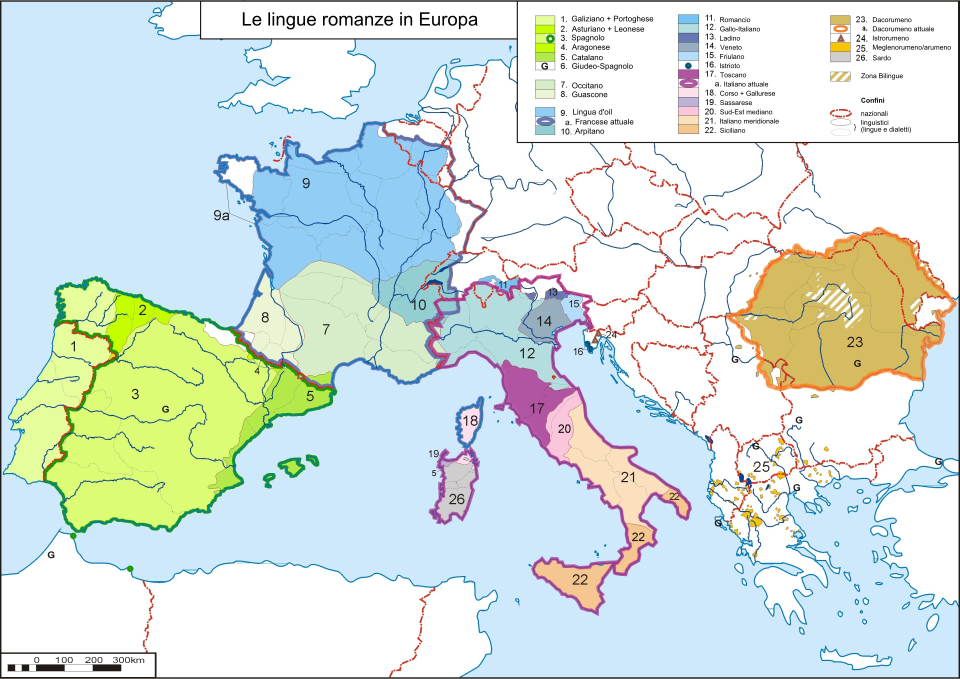 Le lingue romanze in Europa
1. Galiziano + Portoghese
2. Asturiano + Leonese
3. Spagnolo
4. Aragonese
5. Catalano
G 6. Giudeo-Spagnolo
7. Occitano
8. Guascone
9. Lingua d'oil
a. Francese attuale
10. Arpitano
11. Romancio
12. Gallo-Italiano
13. Ladino
14. Veneto
15. Friulano
16. Istrioto
17. Toscano
a. Italiano attuale
18. Corso + Gallurese
19. Sassarese
20. Sud-Est mediano
21. Italiano meridionale
22. Siciliano
23. Dacorumeno
a. Dacorumeno attuale
24. Istrorumeno
25. Meglenorumeno/arumeno
26. Sardo
Zona Bilingue
Confini
nazionali
linguistici
(lingue e dialetti)
9
9a
8
7
10
11
13
15
14
12
16
24
23
G
G
2
1
3
G
4
5
17
18
20
19
5
26
21
22
22
22
G
G
25
G
G
G
G
0 100 200 300km